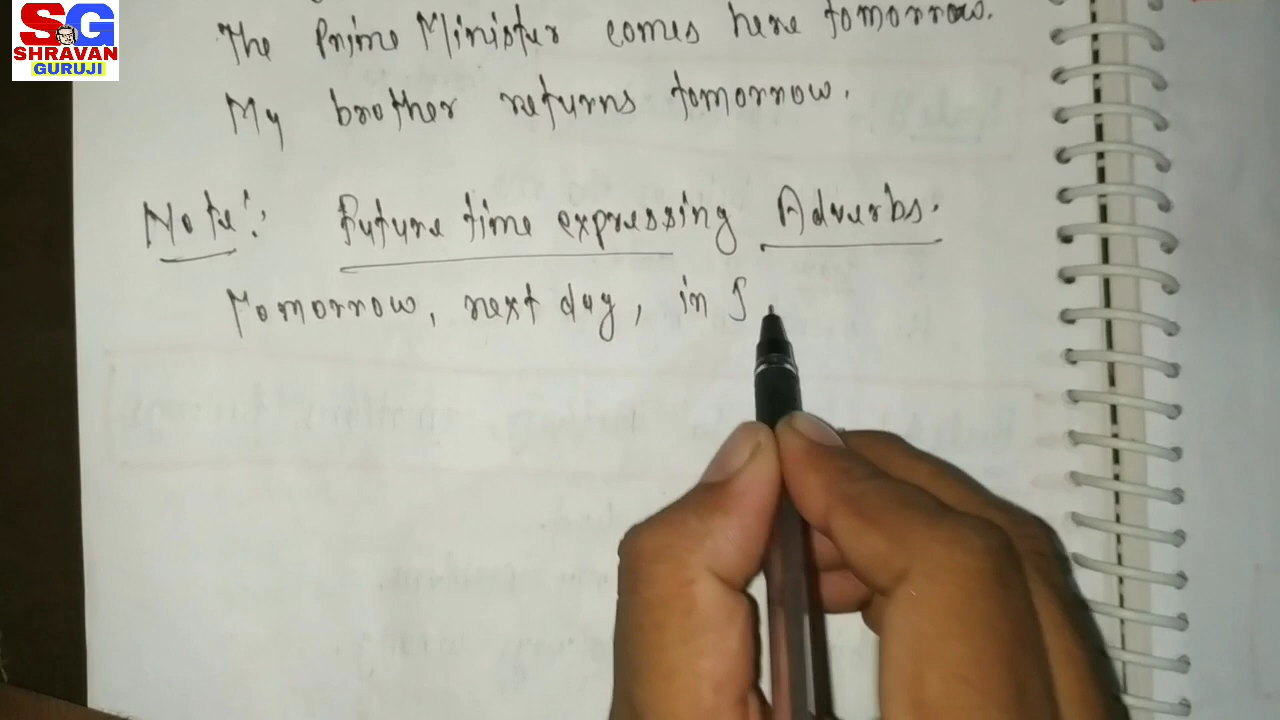 SG
SHRAVAN
GURUJI
The Prime Minister comes here tomorrow.
My brother returns tomorrow.
Note: Future time expressing Adverbs.
Tomorrow, next day, in